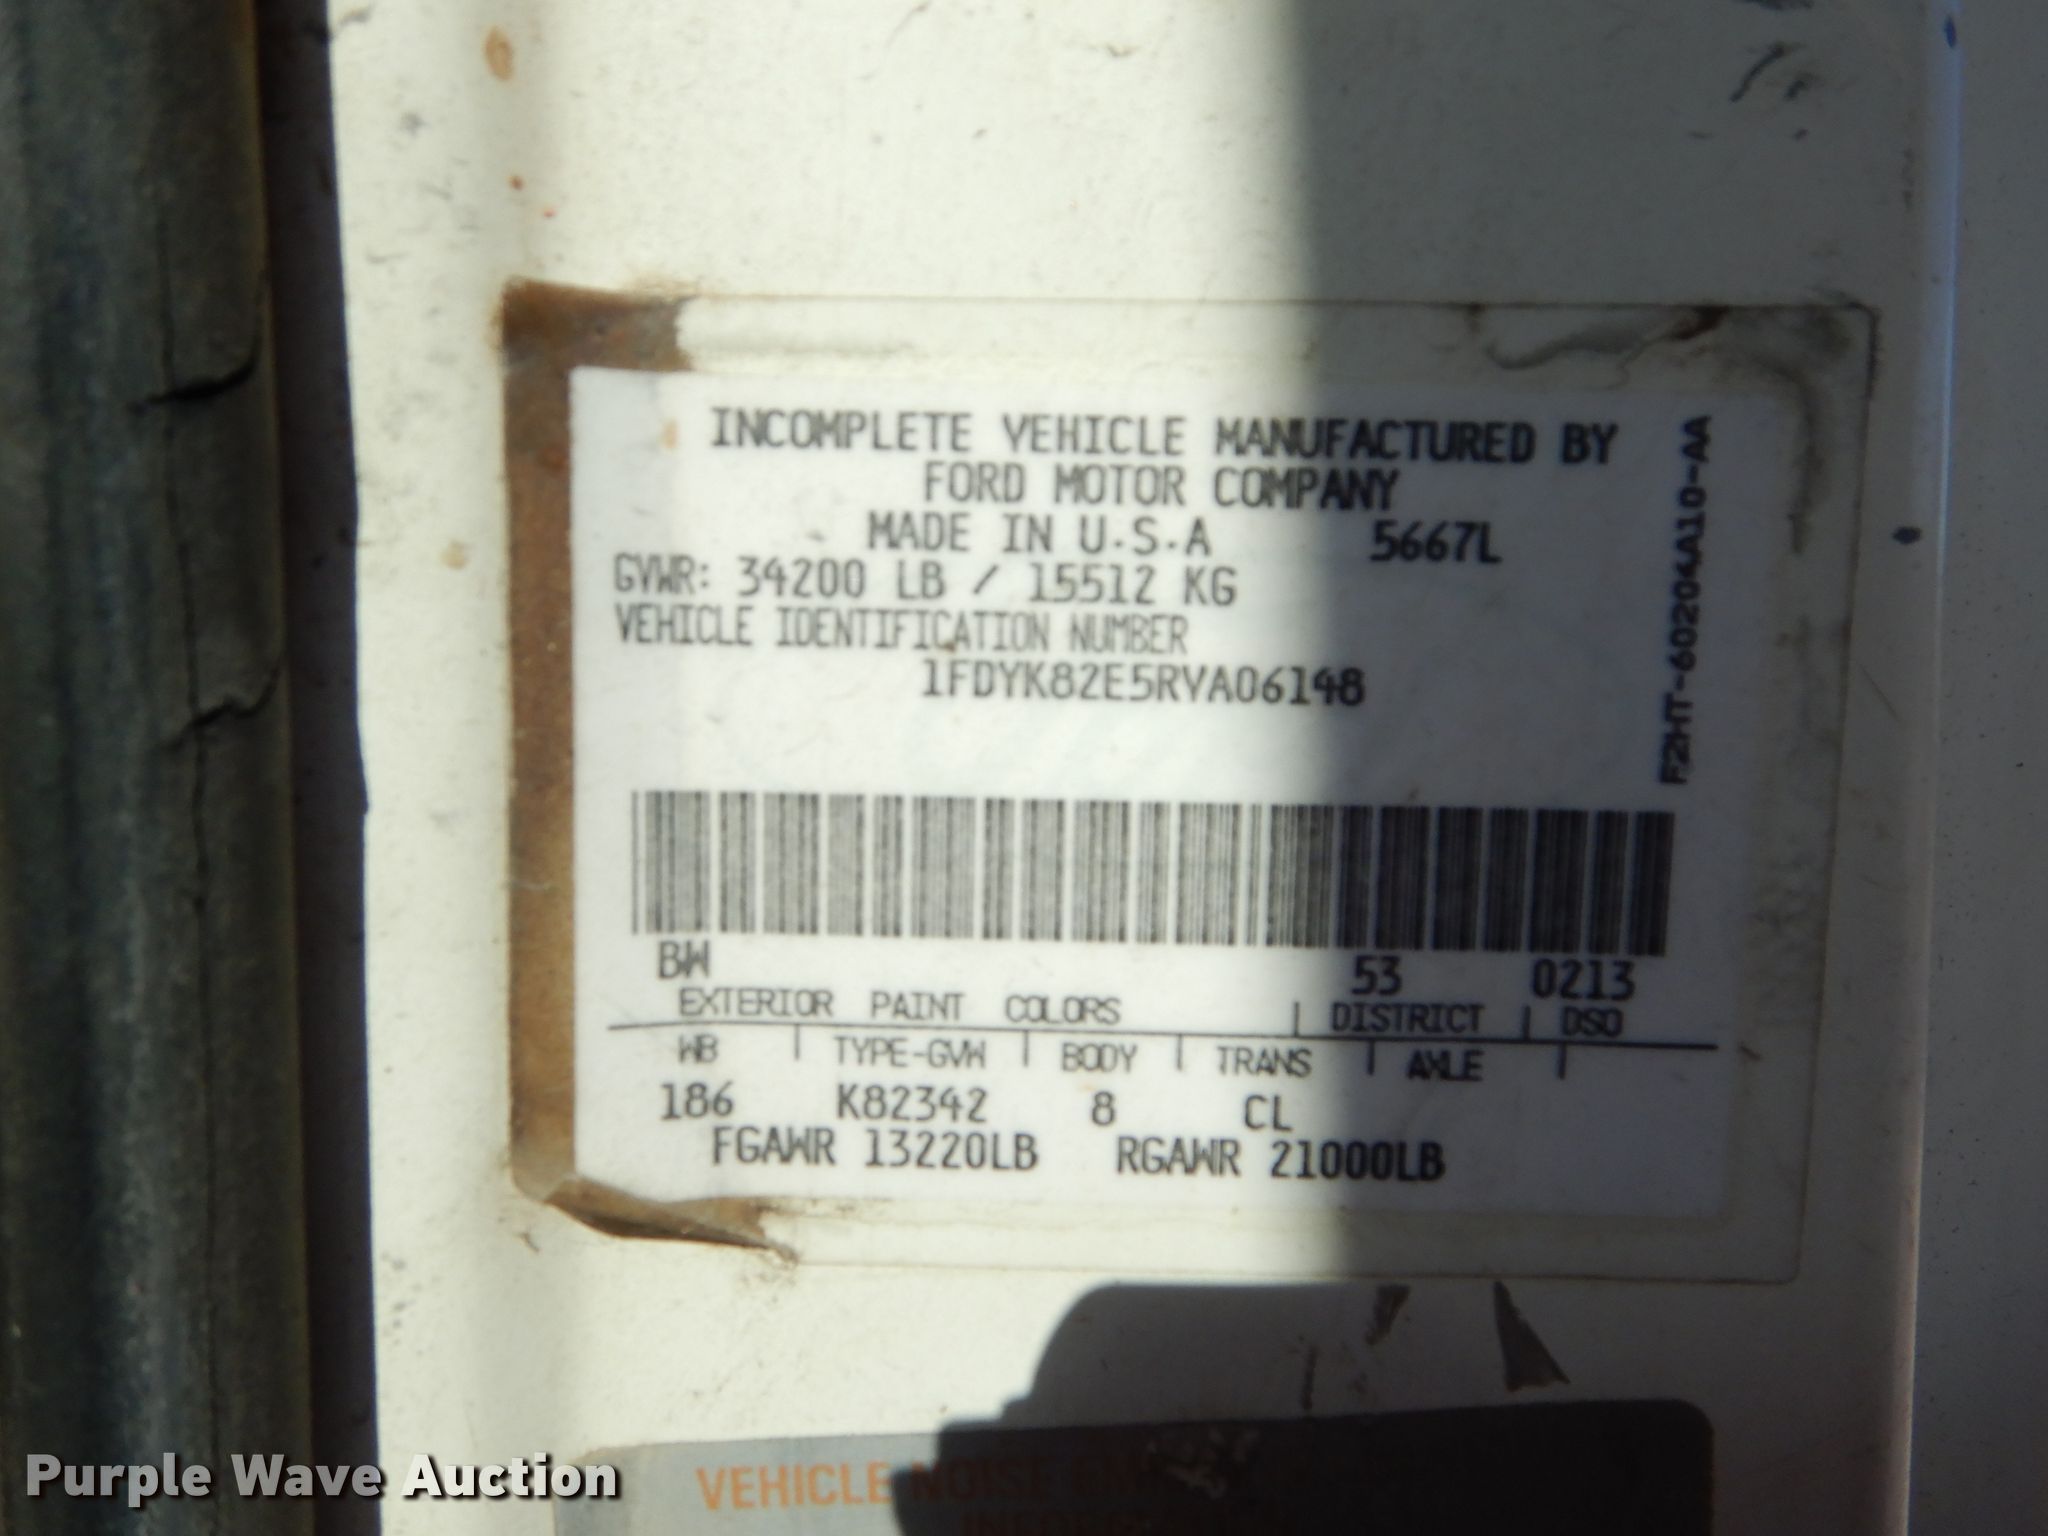 INCOMPLETE VEHICLE MANUFACTURED BY
FORD MOTOR COMPANY
MADE IN U.S.A 5667L
GVWR: 34200 LB / 15512 KG
VEHICLE IDENTIFICATION NUMBER
1FDYK82E5RVA06148
F2HT-60204A10-AA
BW 53 0213
EXTERIOR PAINT COLORS DISTRICT DSO
WB TYPE-GVW BODY TRANS AXLE
186 K82342 8 CL
FGAWR 13220LB RGAWR 21000LB
VEHICLE NOISE
Purple Wave Auction